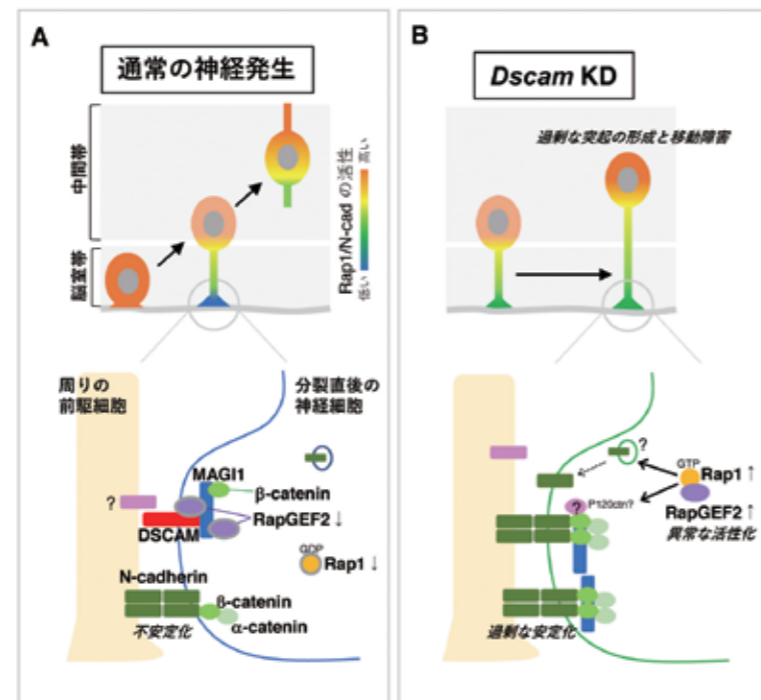 A
通常の神経発生
中間帯
脳室帯
Rap1/N-cad の活性
高い
低い
周りの
前駆細胞
分裂直後の
神経細胞
MAGI1
β-catenin
?
RapGEF2 ↓
DSCAM
GDP
Rap1 ↓
N-cadherin
β-catenin
α-catenin
不安定化
B
Dscam KD
過剰な突起の形成と移動障害
?
GTP
Rap1 ↑
P120ctn?
?
RapGEF2 ↑
異常な活性化
過剰な安定化